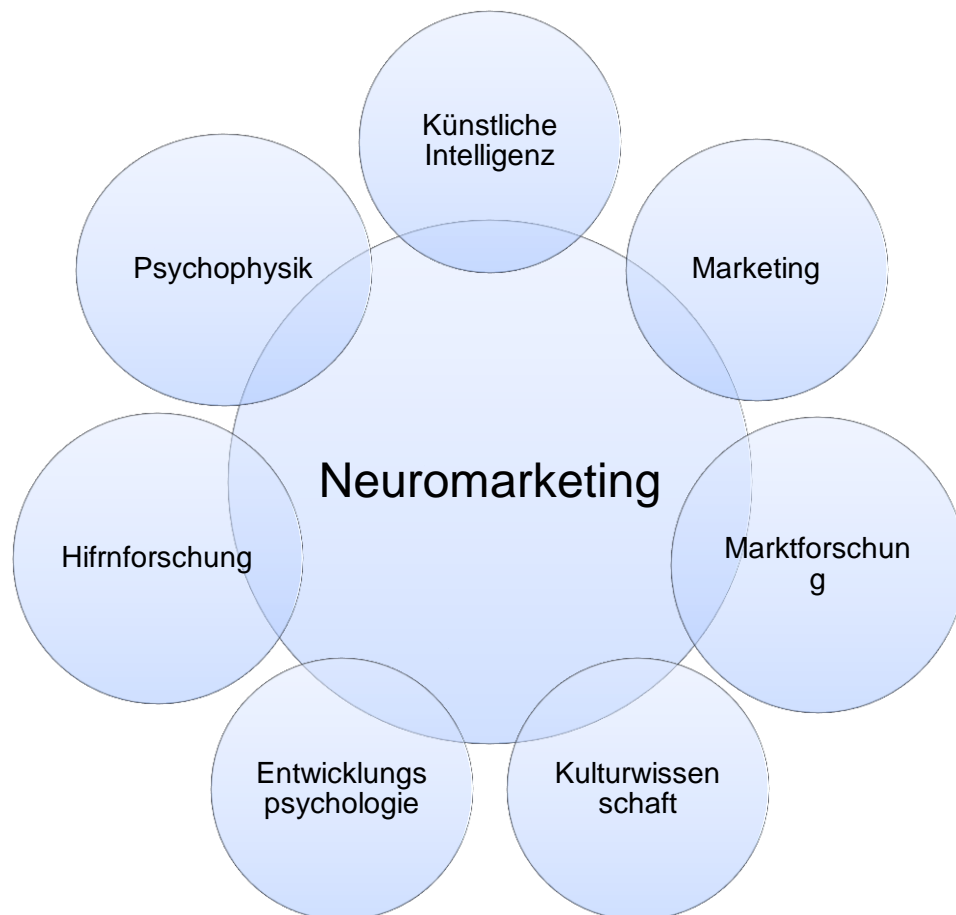 Künstliche
Intelligenz
Psychophysik
Marketing
Neuromarketing
Hifrnforschung
Marktforschun
g
Entwicklungs
psychologie
Kulturwissen
schaft